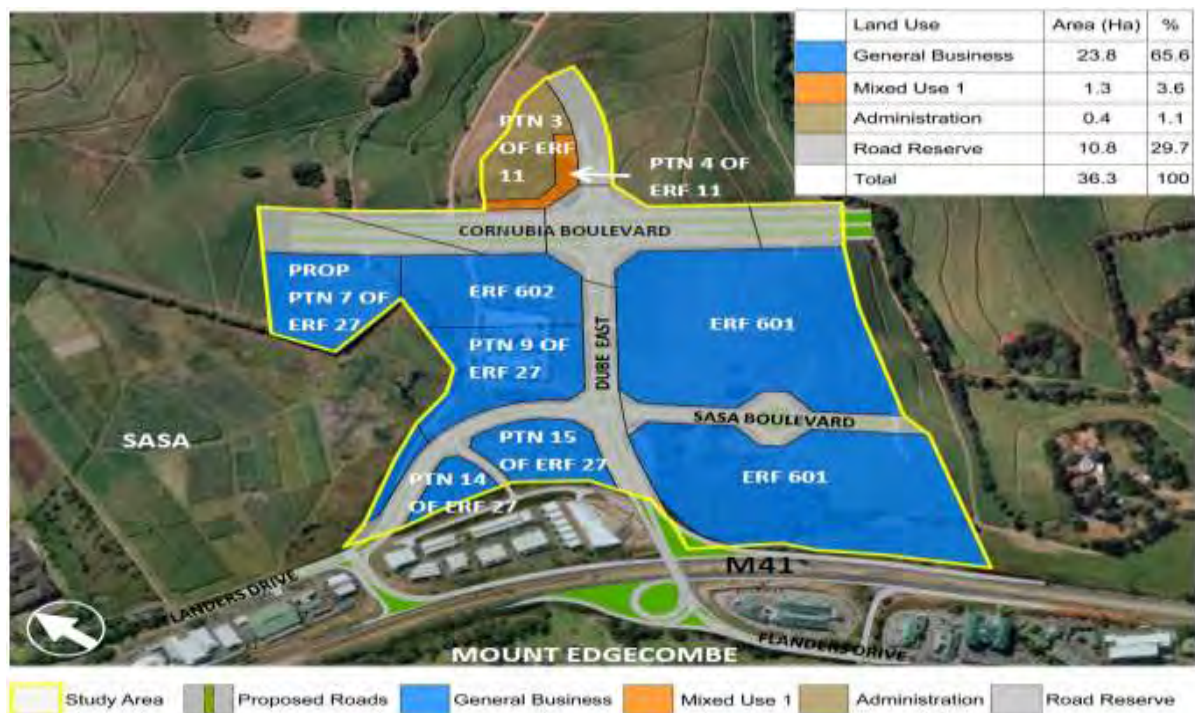 Land Use Area (Ha) %
General Business 23.8 65.6
Mixed Use 1 1.3 3.6
Administration 0.4 1.1
Road Reserve 10.8 29.7
Total 36.3 100
PTN 3
OF ERF
11
PTN 4 OF
ERF 11
CORNUBIA BOULEVARD
PROP
PTN 7 OF
ERF 27
ERF 602
PTN 9 OF
ERF 27
DUBE EAST
ERF 601
SASA BOULEVARD
SASA
PTN 15
OF ERF 27
PTN 14
OF ERF 27
ERF 601
M41
FLANDERS DRIVE
FLANDERS DRIVE
MOUNT EDGECOMBE
Study Area Proposed Roads General Business Mixed Use 1 Administration Road Reserve